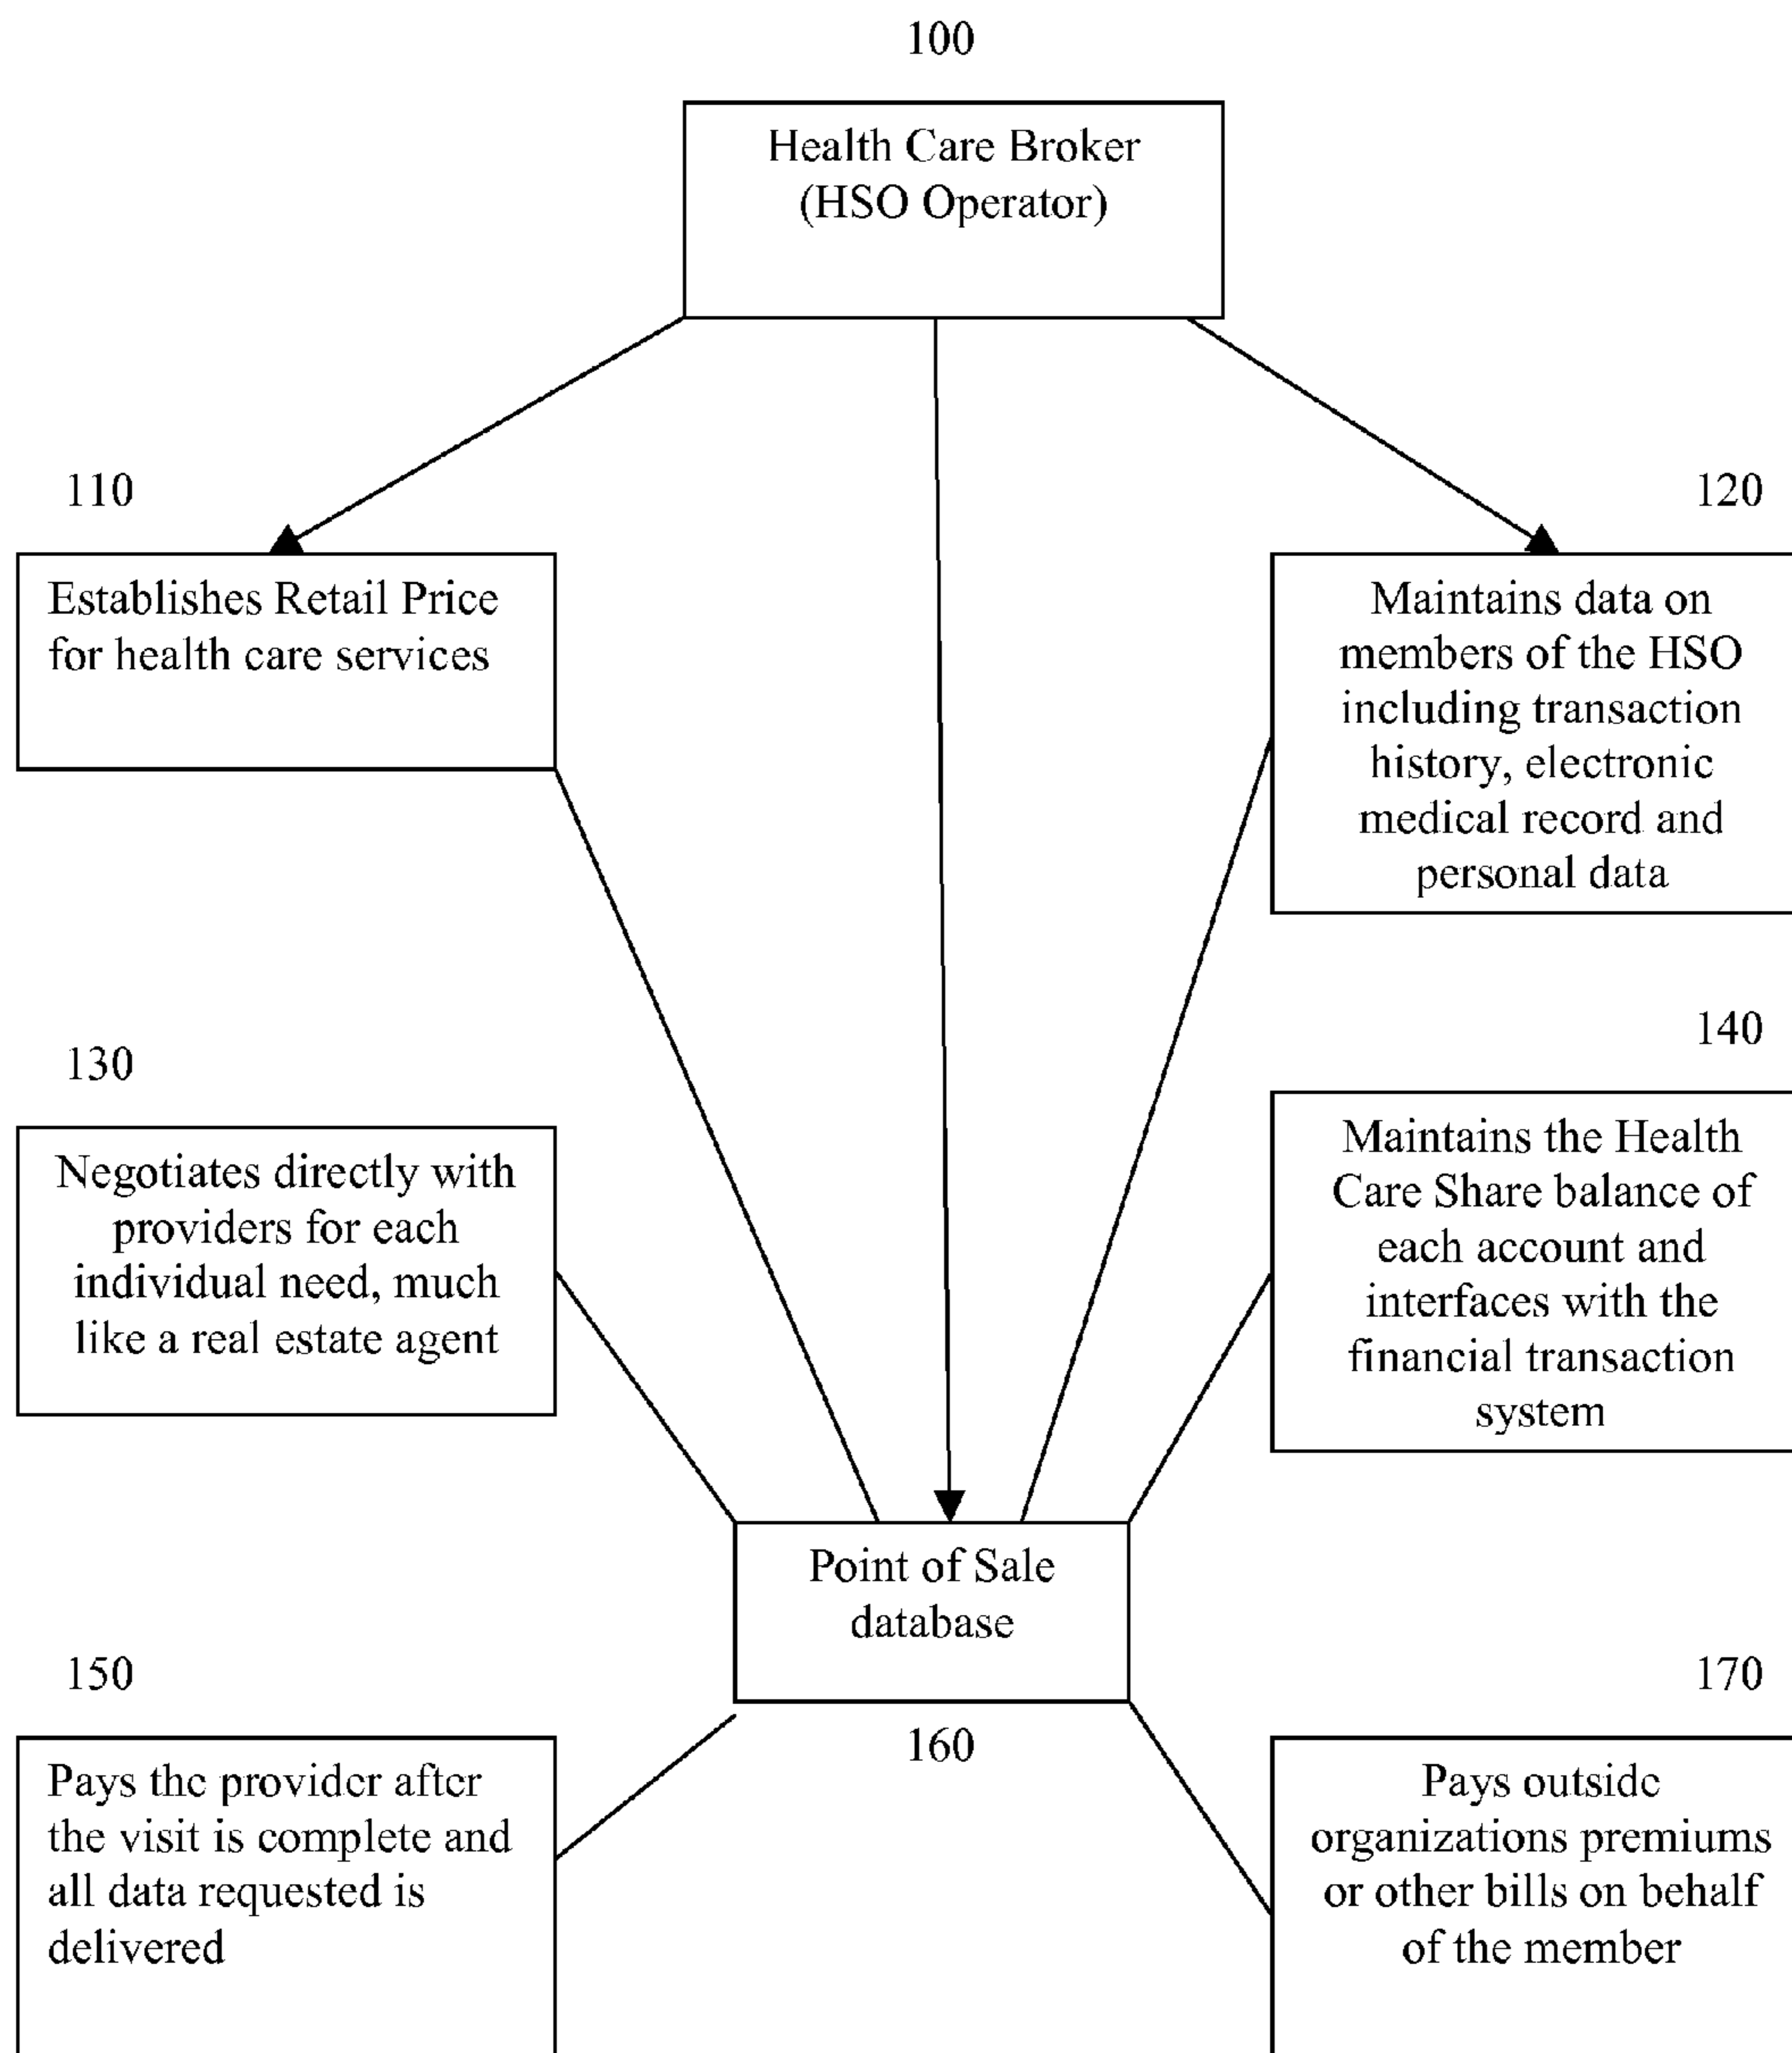 100
Health Care Broker
(HSO Operator)
110
Establishes Retail Price
for health care services
120
Maintains data on
members of the HSO
including transaction
history, electronic
medical record and
personal data
130
Negotiates directly with
providers for each
individual need, much
like a real estate agent
140
Maintains the Health
Care Share balance of
each account and
interfaces with the
financial transaction
system
Point of Sale
database
160
150
Pays the provider after
the visit is complete and
all data requested is
delivered
170
Pays outside
organizations premiums
or other bills on behalf
of the member